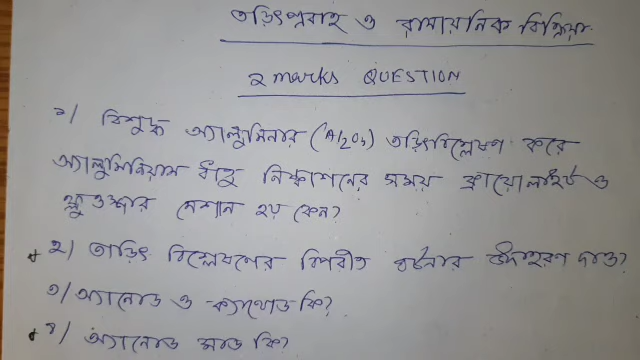 তড়িৎপ্রবাহ ও রাসায়নিক বিক্রিয়া
2 marks QUESTION
১/ বিশুদ্ধ অ্যালুমিনার (Al2O3) তড়িৎবিশ্লেষণ করে
অ্যালুমিনিয়াম ধাতু নিষ্কাশনের সময় ক্রায়োলাইট ও
ফ্লুওস্পার মেশান হয় কেন?
২/ তড়িৎ বিশ্লেষণের বিপরীত ঘটনার উদাহরণ দাও?
৩/ অ্যানোড ও ক্যাথোড কি?
৪/ অ্যানোড মাড কি?